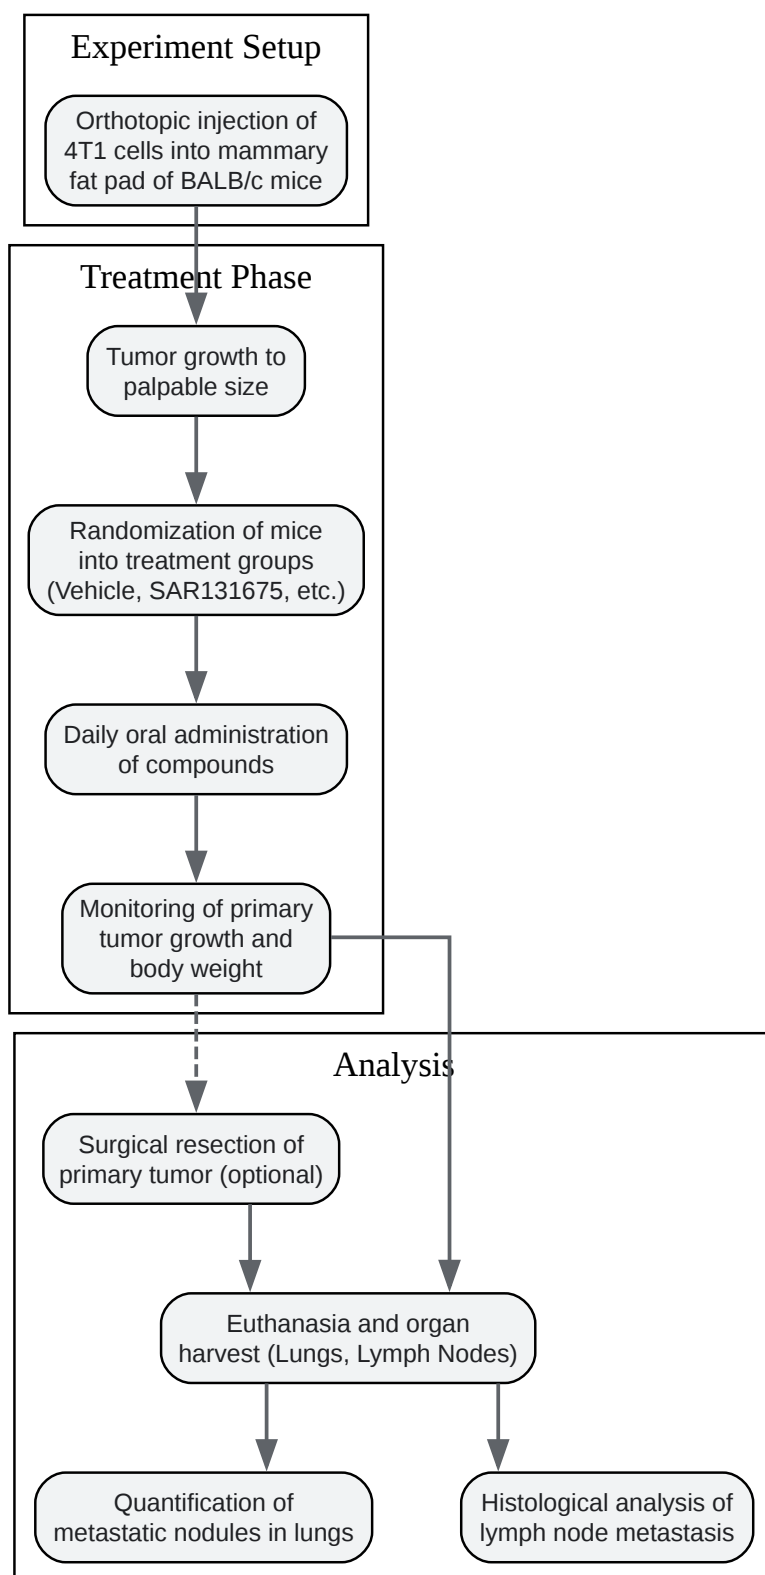 Experiment Setup
Orthotopic injection of
4T1 cells into mammary
fat pad of BALB/c mice
Treatment Phase
Tumor growth to
palpable size
Randomization of mice
into treatment groups
(Vehicle, SAR131675, etc.)
Daily oral administration
of compounds
Monitoring of primary
tumor growth and
body weight
Analysis
Surgical resection of
primary tumor (optional)
Euthanasia and organ
harvest (Lungs, Lymph Nodes)
Quantification of
metastatic nodules in lungs
Histological analysis of
lymph node metastasis